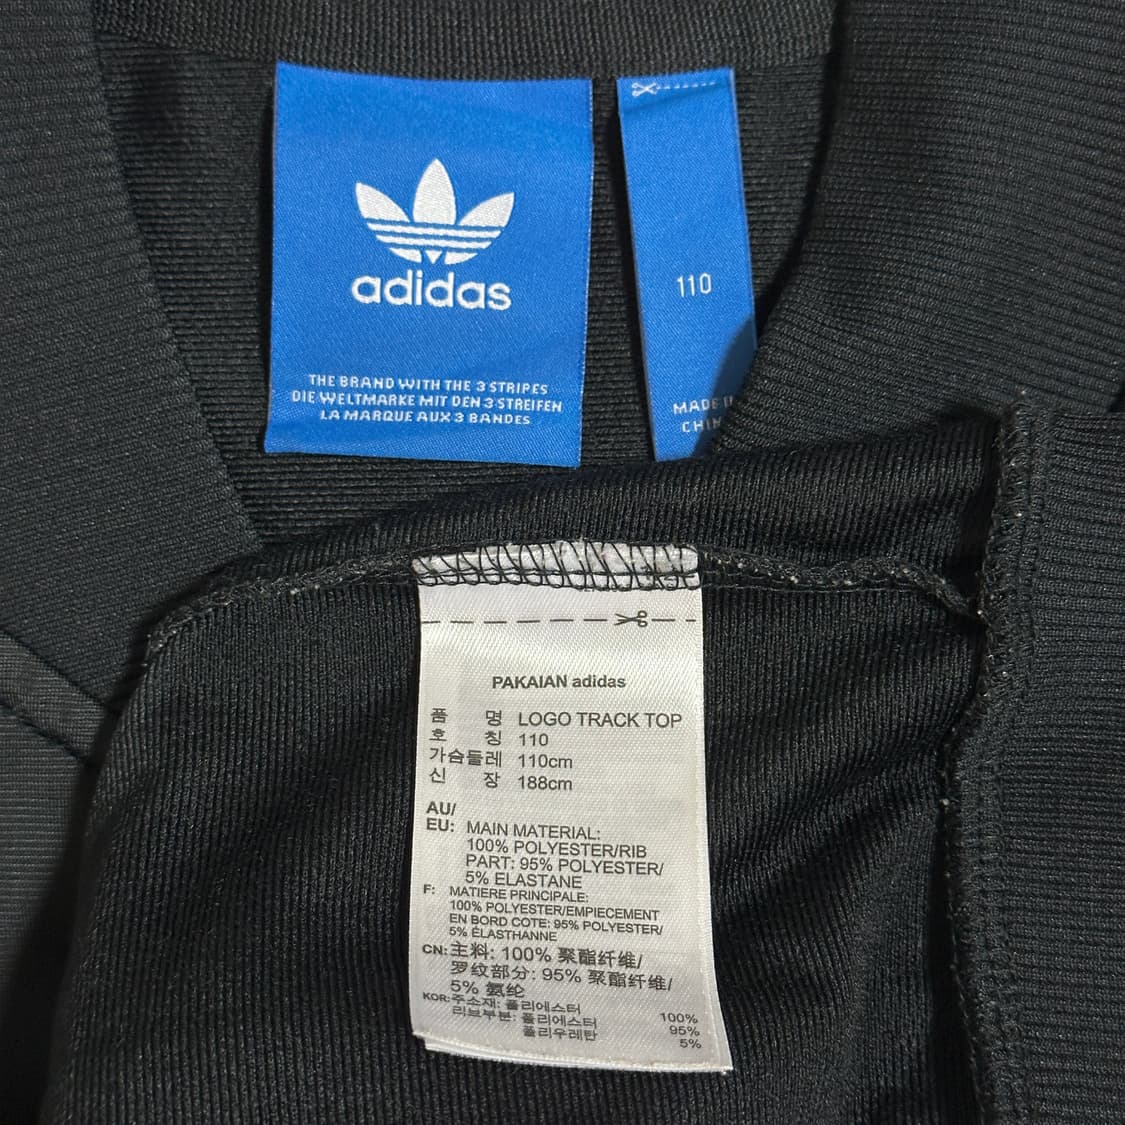 adidas
THE BRAND WITH THE 3 STRIPES
DIE WELTMARKE MIT DEN 3 STREIFEN
LA MARQUE AUX 3 BANDES
110
MADE
PAKAIAN adidas
품 명 LOGO TRACK TOP
호 칭 110
가슴둘레 110cm
신 장 188cm
AU/
EU: MAIN MATERIAL:
100% POLYESTER/RIB
PART: 95% POLYESTER/
5% ELASTANE
F: MATIERE PRINCIPALE:
100% POLYESTER/EMPIECEMENT
EN BORD COTE: 95% POLYESTER/
5% ÉLASTHANNE
CN: 主料: 100% 聚酯纤维/
罗纹部分: 95% 聚酯纤维/
5% 氨纶
KOR: 주소재: 폴리에스터 100%
리브부분: 폴리에스터 95%
폴리우레탄 5%